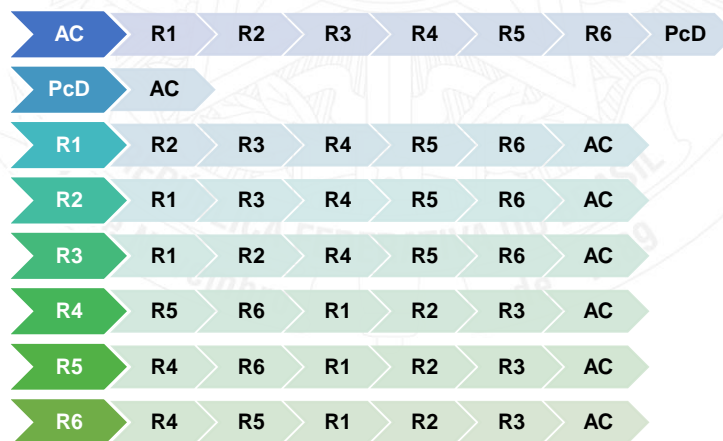 AC R1 R2 R3 R4 R5 R6 PcD
PcD AC
R1 R2 R3 R4 R5 R6 AC
R2 R1 R3 R4 R5 R6 AC
R3 R1 R2 R4 R5 R6 AC
R4 R5 R6 R1 R2 R3 AC
R5 R4 R6 R1 R2 R3 AC
R6 R4 R5 R1 R2 R3 AC